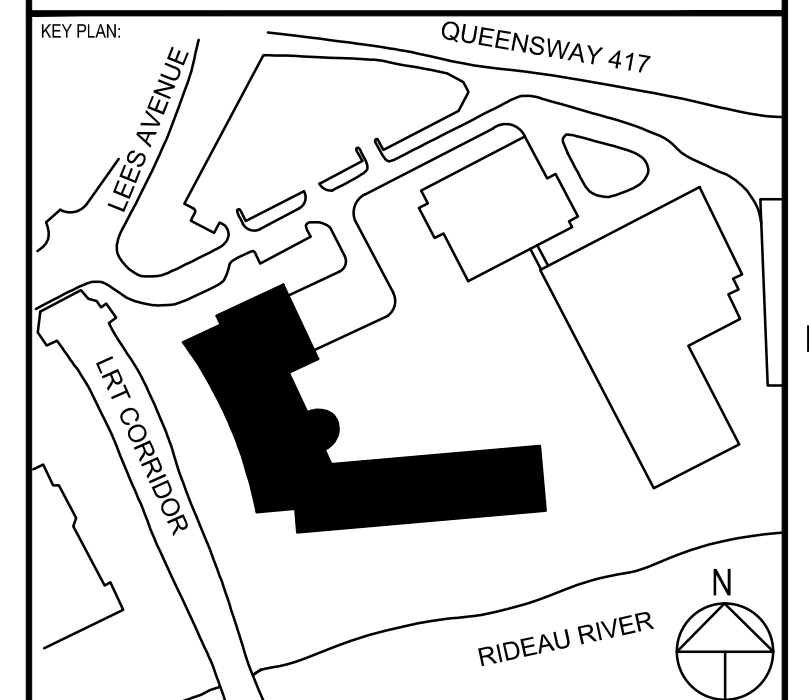 KEY PLAN:
QUEENSWAY 417
LEES AVENUE
LRT CORRIDOR
N
RIDEAU RIVER